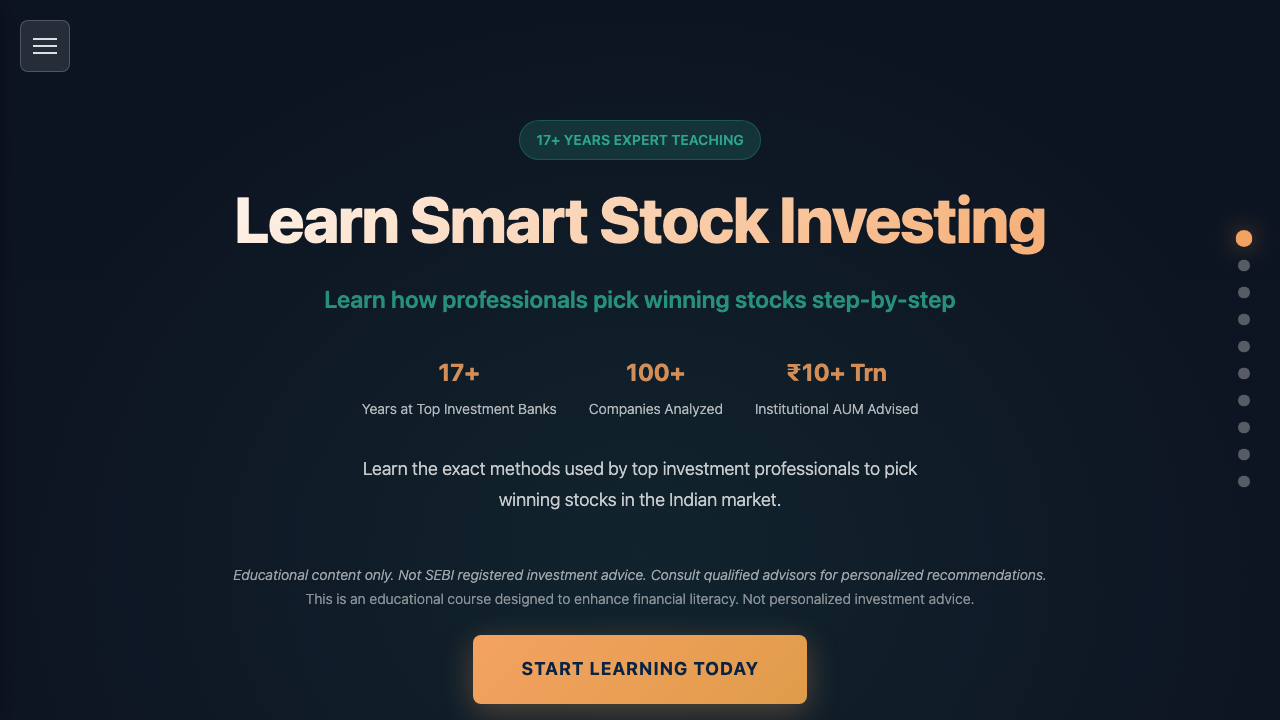 17+ YEARS EXPERT TEACHING
Learn Smart Stock Investing
Learn how professionals pick winning stocks step-by-step
17+
Years at Top Investment Banks
100+
Companies Analyzed
₹10+ Trn
Institutional AUM Advised
Learn the exact methods used by top investment professionals to pick
winning stocks in the Indian market.
Educational content only. Not SEBI registered investment advice. Consult qualified advisors for personalized recommendations.
This is an educational course designed to enhance financial literacy. Not personalized investment advice.
START LEARNING TODAY